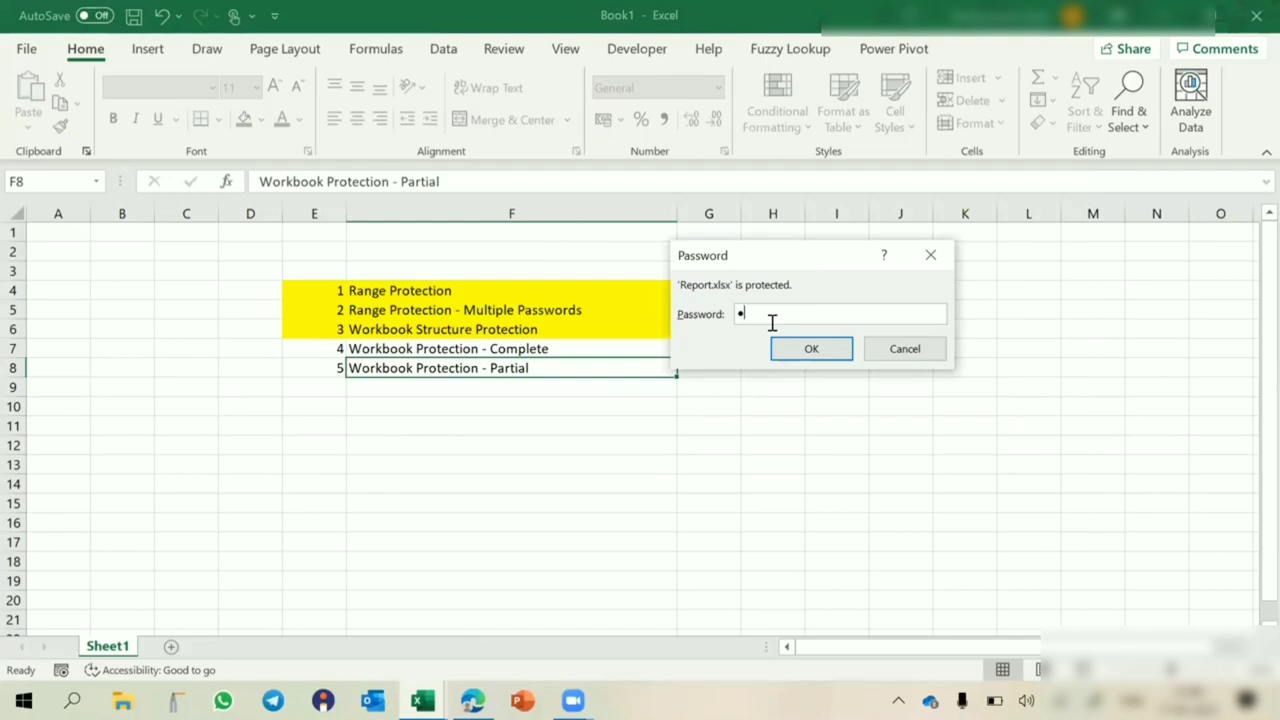 AutoSave Off Book1 - Excel
File Home Insert Draw Page Layout Formulas Data Review View Developer Help Fuzzy Lookup Power Pivot Share Comments
Paste
Clipboard
11
B I U
Font
Wrap Text
Merge & Center
Alignment
General
% 
Number
Conditional Formatting
Format as Table
Cell Styles
Styles
Insert
Delete
Format
Cells
Sort & Filter
Find & Select
Editing
Analyze Data
Analysis
F8 fx Workbook Protection - Partial
A B C D E F G H I J K L M N O
1
2
3
4 1 Range Protection
5 2 Range Protection - Multiple Passwords
6 3 Workbook Structure Protection
7 4 Workbook Protection - Complete
8 5 Workbook Protection - Partial
9
10
11
12
13
14
15
16
17
18
19
20
21
Password ?
'Report.xlsx' is protected.
Password:
OK Cancel
Sheet1
Ready Accessibility: Good to go